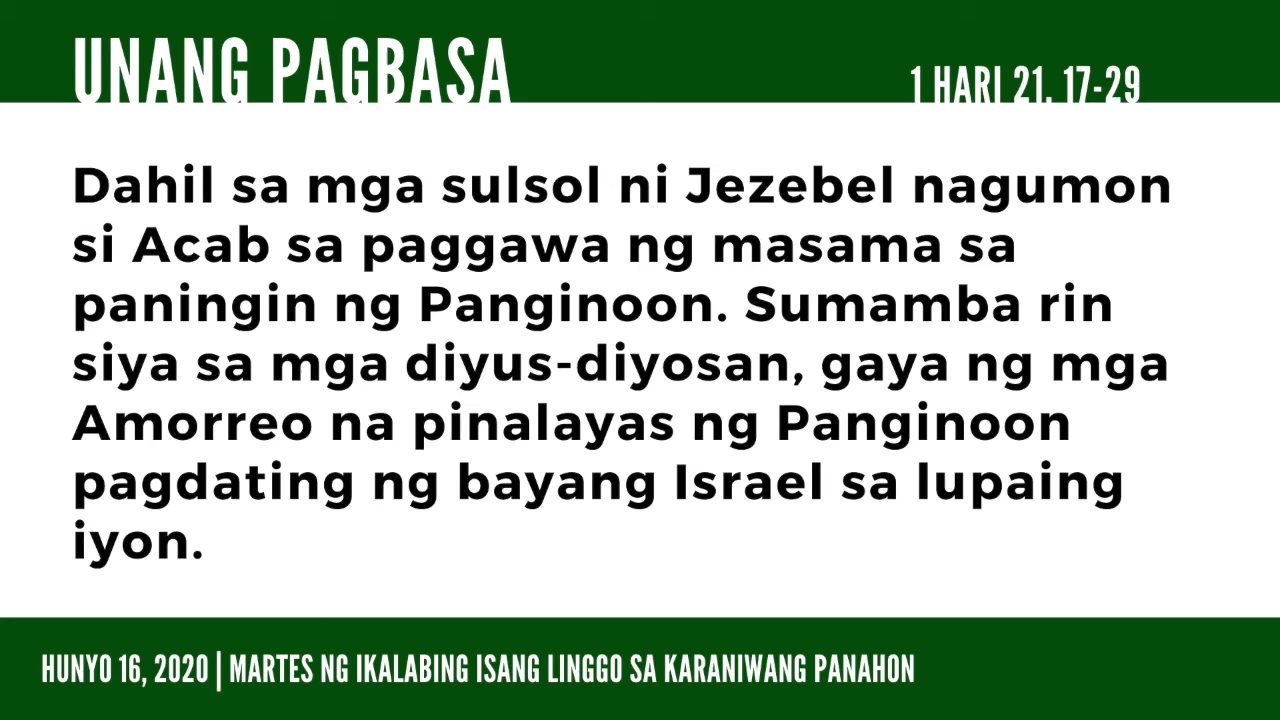 UNANG PAGBASA
1 HARI 21, 17-29
Dahil sa mga sulsol ni Jezebel nagumon
si Acab sa paggawa ng masama sa
paningin ng Panginoon. Sumamba rin
siya sa mga diyus-diyosan, gaya ng mga
Amorreo na pinalayas ng Panginoon
pagdating ng bayang Israel sa lupaing
iyon.
HUNYO 16, 2020 | MARTES NG IKALABING ISANG LINGGO SA KARANIWANG PANAHON